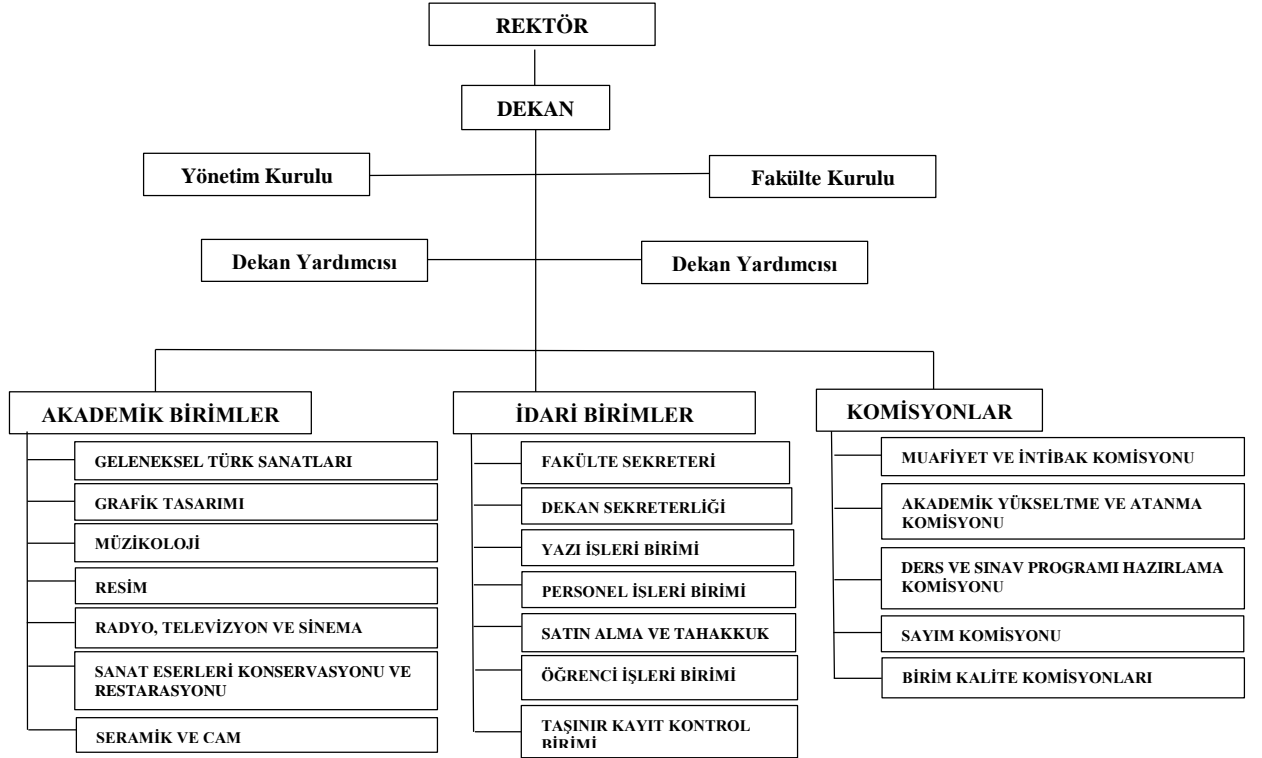 REKTÖR
DEKAN
Yönetim Kurulu
Fakülte Kurulu
Dekan Yardımcısı
Dekan Yardımcısı
AKADEMİK BİRİMLER
GELENEKSEL TÜRK SANATLARI
GRAFİK TASARIMI
MÜZİKOLOJİ
RESİM
RADYO, TELEVİZYON VE SİNEMA
SANAT ESERLERİ KONSERVASYONU VE
RESTARASYONU
SERAMİK VE CAM
İDARİ BİRİMLER
FAKÜLTE SEKRETERİ
DEKAN SEKRETERLİĞİ
YAZI İŞLERİ BİRİMİ
PERSONEL İŞLERİ BİRİMİ
SATIN ALMA VE TAHAKKUK
ÖĞRENCİ İŞLERİ BİRİMİ
TAŞINIR KAYIT KONTROL
BİRİMİ
KOMİSYONLAR
MUAFİYET VE İNTİBAK KOMİSYONU
AKADEMİK YÜKSELTME VE ATANMA
KOMİSYONU
DERS VE SINAV PROGRAMI HAZIRLAMA
KOMİSYONU
SAYIM KOMİSYONU
BİRİM KALİTE KOMİSYONLARI